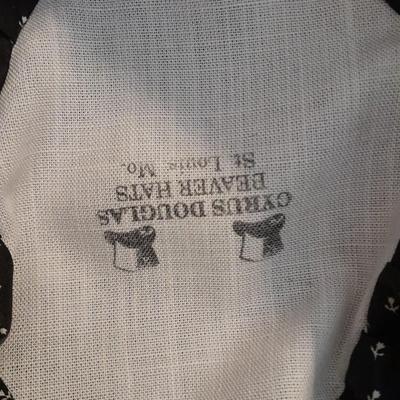 CYRUS DOUGLAS
BEAVER HATS
St. Louis Mo.